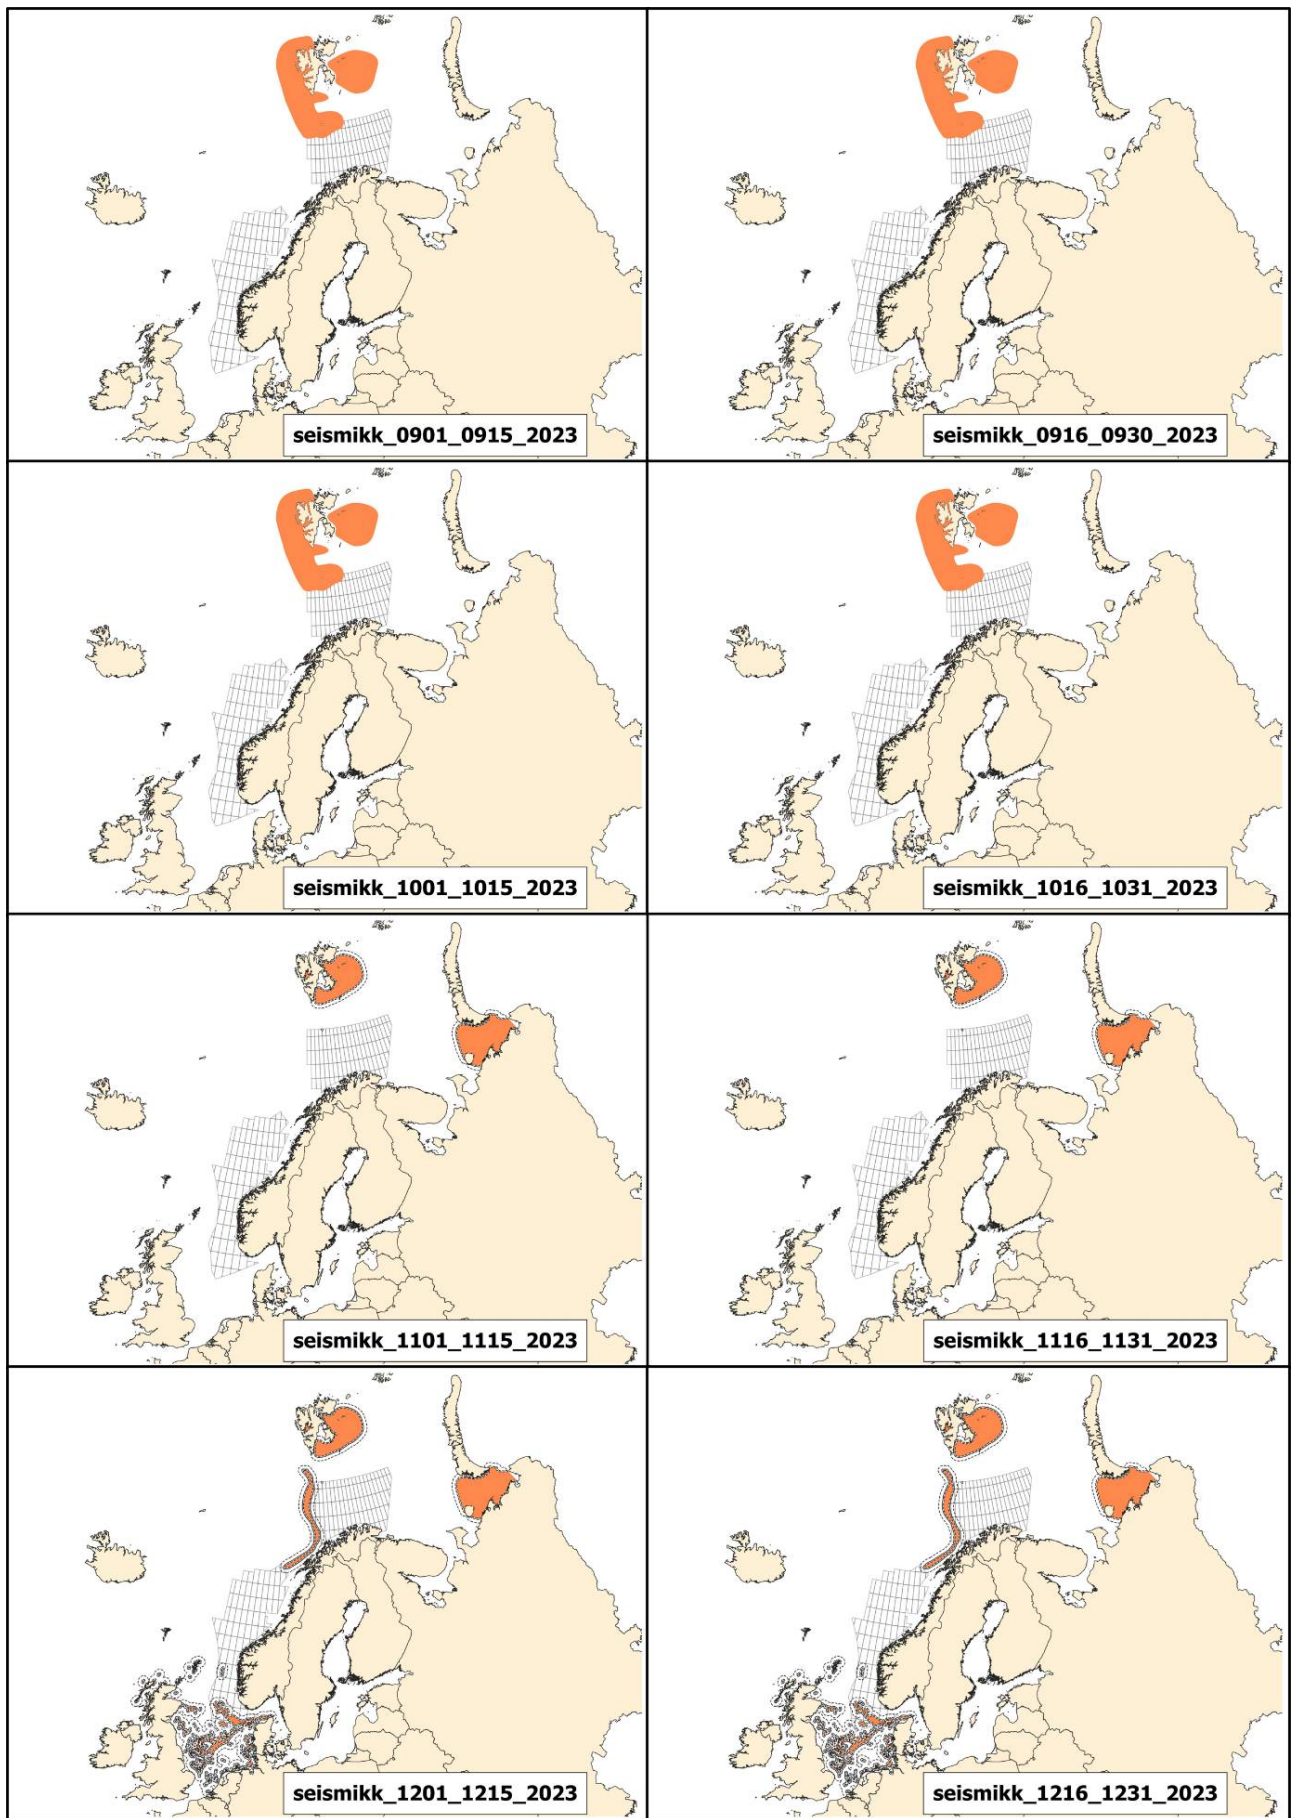 seismikk_0901_0915_2023
seismikk_0916_0930_2023
seismikk_1001_1015_2023
seismikk_1016_1031_2023
seismikk_1101_1115_2023
seismikk_1116_1131_2023
seismikk_1201_1215_2023
seismikk_1216_1231_2023